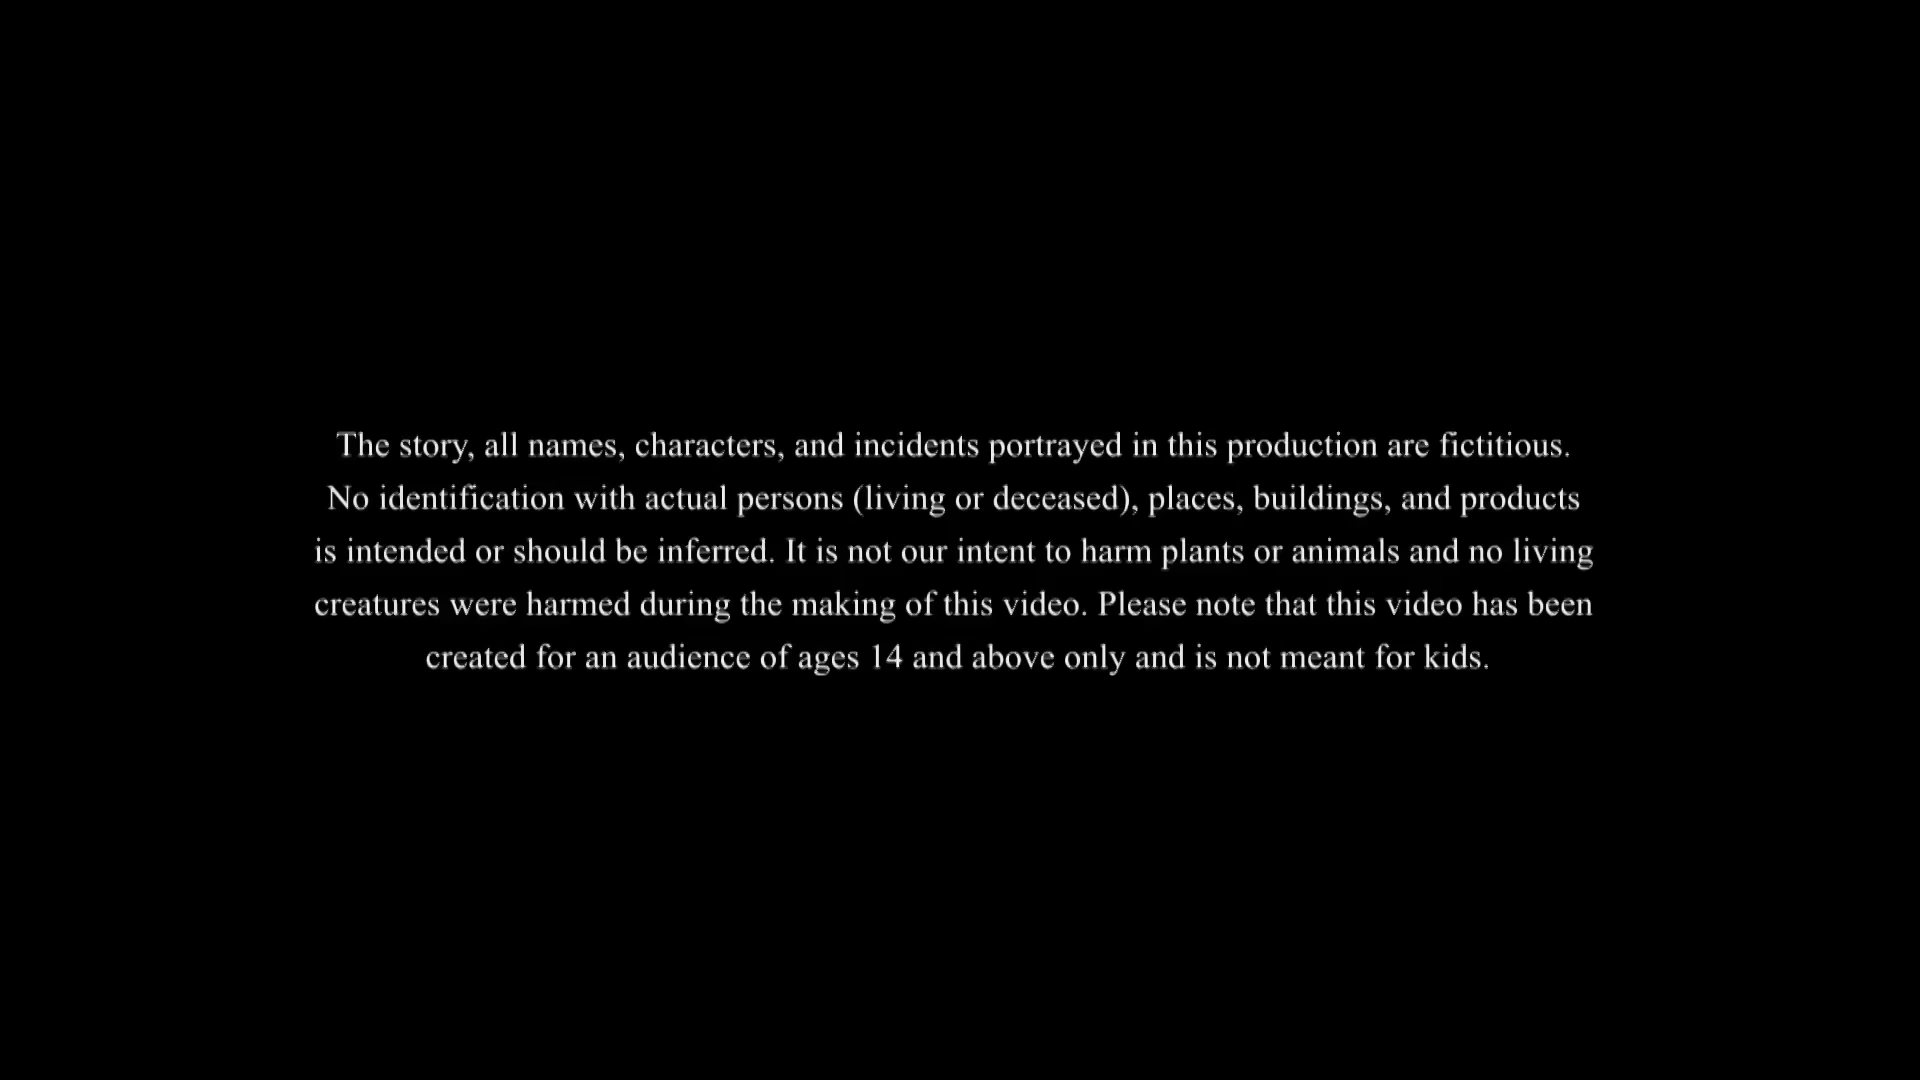 The story, all names, characters, and incidents portrayed in this production are fictitious.
No identification with actual persons (living or deceased), places, buildings, and products
is intended or should be inferred. It is not our intent to harm plants or animals and no living
creatures were harmed during the making of this video. Please note that this video has been
created for an audience of ages 14 and above only and is not meant for kids.